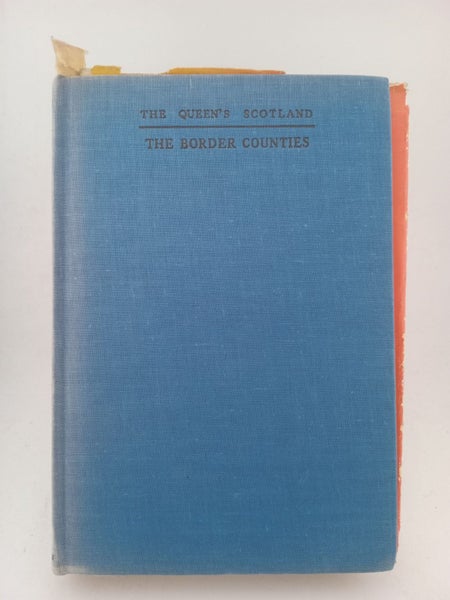 THE QUEEN'S SCOTLAND
THE BORDER COUNTIES